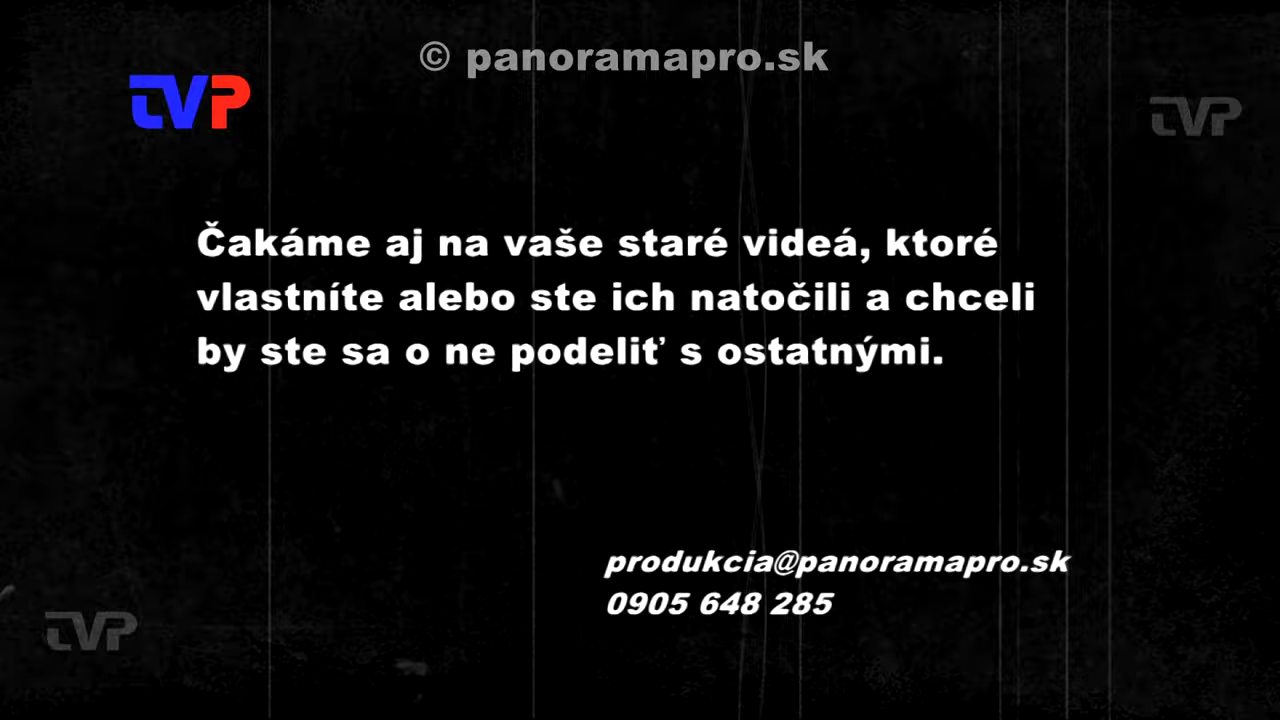 © panoramapro.sk
TVP
TVP
Čakáme aj na vaše staré videá, ktoré
vlastníte alebo ste ich natočili a chceli
by ste sa o ne podeliť s ostatnými.
produkcia@panoramapro.sk
0905 648 285
TVP